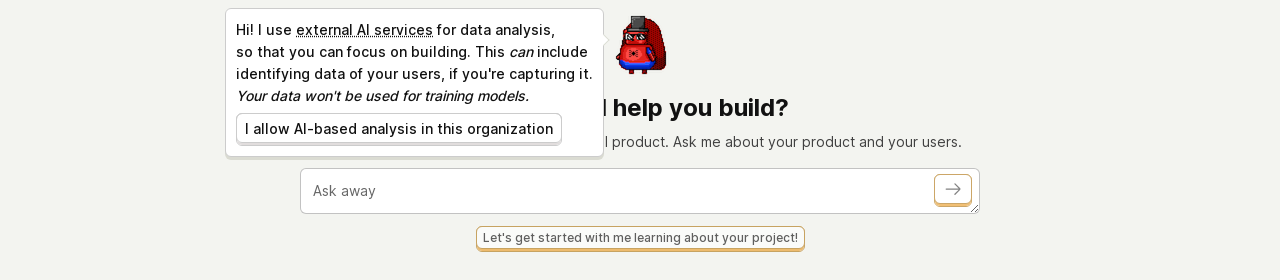 Hi! I use external AI services for data analysis,
so that you can focus on building. This can include
identifying data of your users, if you're capturing it.
Your data won't be used for training models.
I allow AI-based analysis in this organization
help you build?
product. Ask me about your product and your users.
Ask away
Let's get started with me learning about your project!